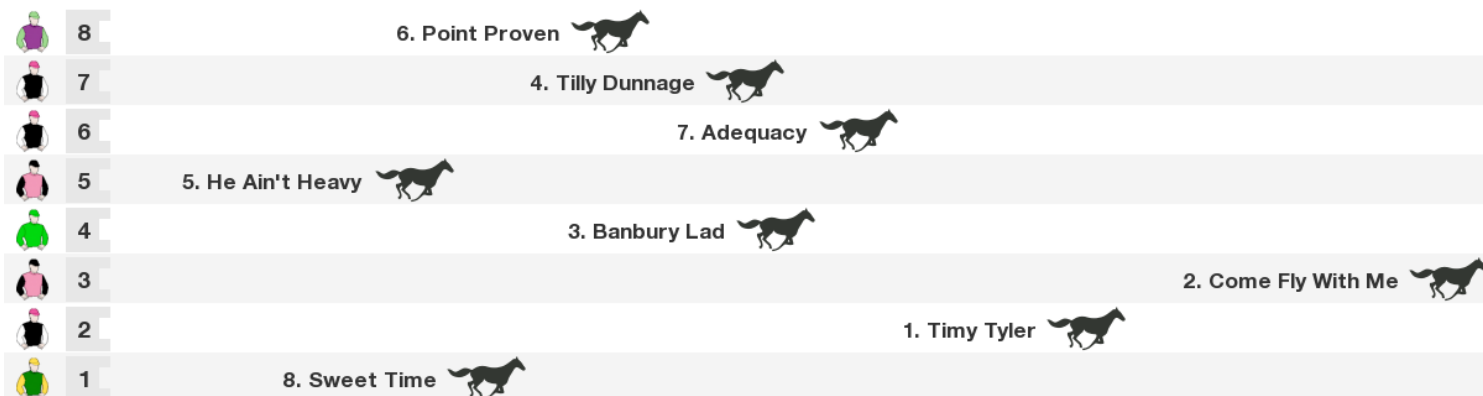 8 6. Point Proven
7 4. Tilly Dunnage
6 7. Adequacy
5 5. He Ain't Heavy
4 3. Banbury Lad
3 2. Come Fly With Me
2 1. Timy Tyler
1 8. Sweet Time